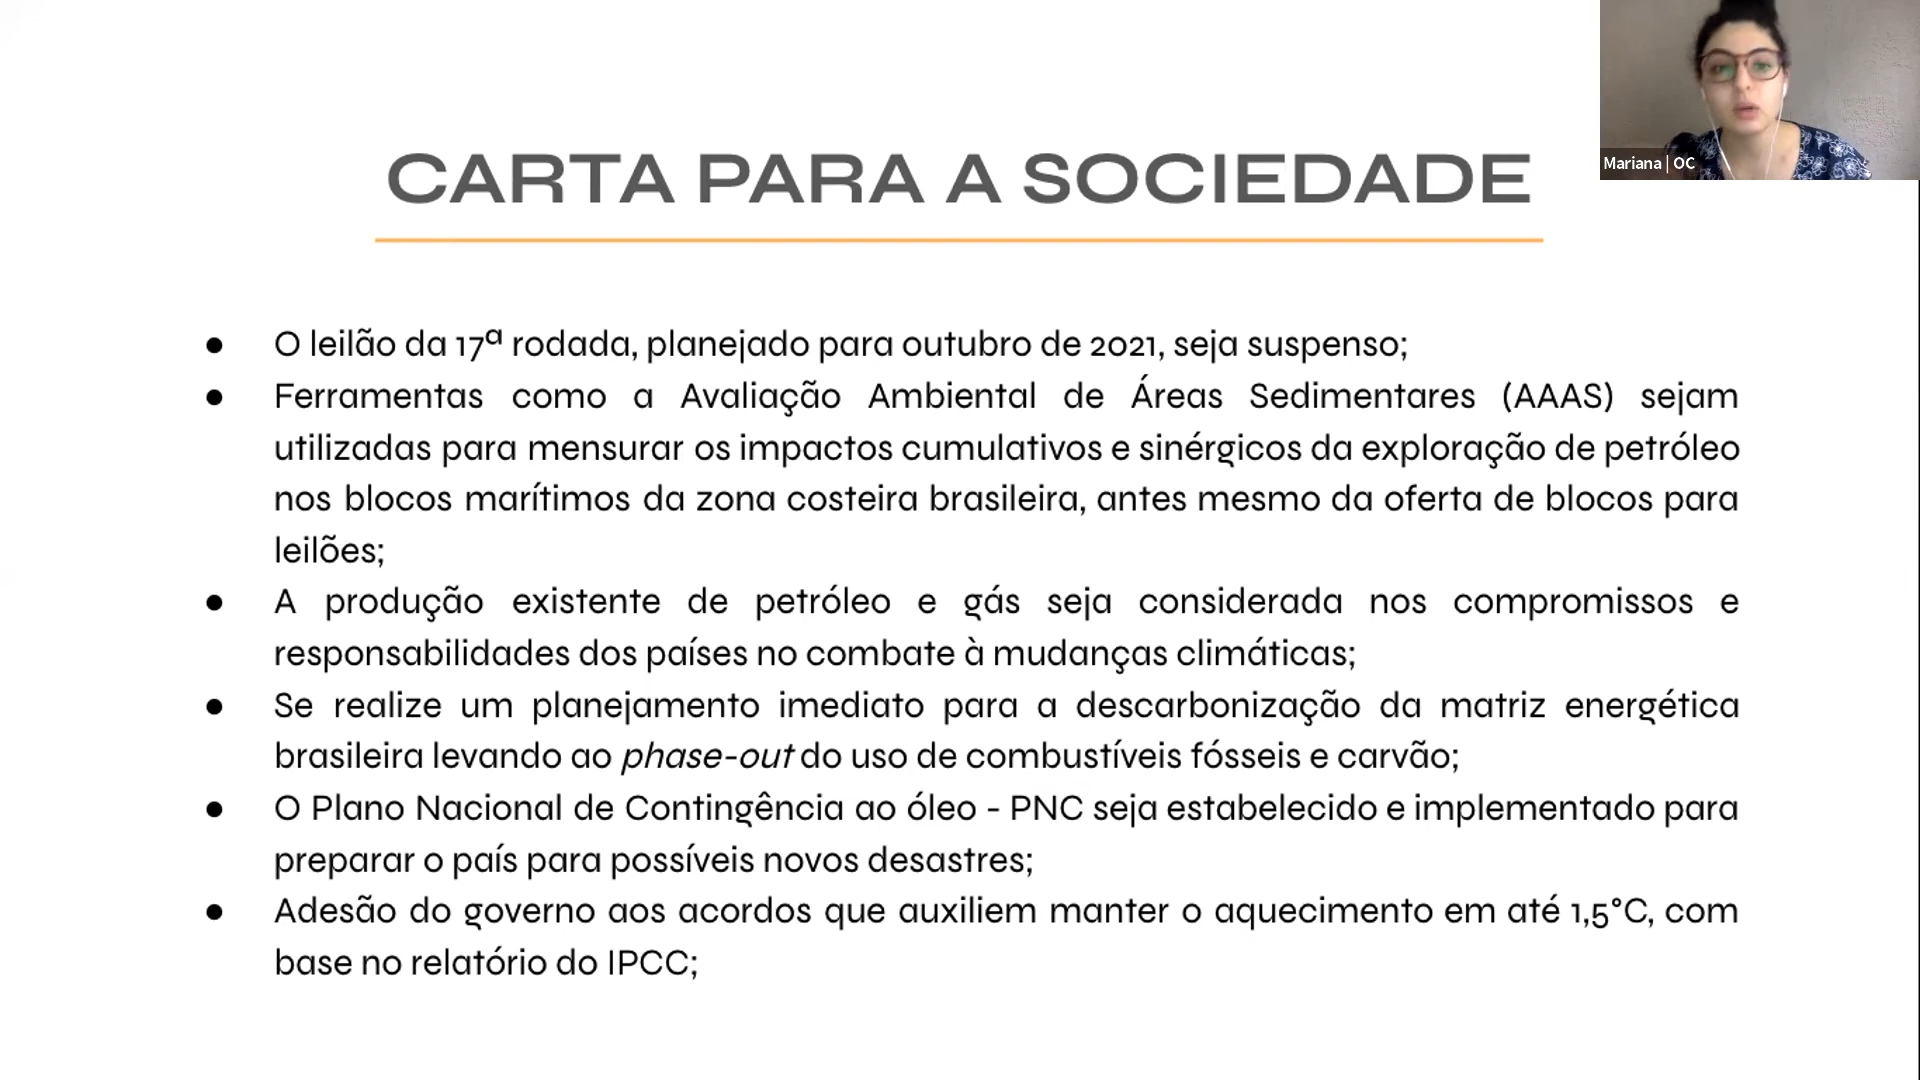 CARTA PARA A SOCIEDADE
Mariana | OC
● O leilão da 17ª rodada, planejado para outubro de 2021, seja suspenso;
● Ferramentas como a Avaliação Ambiental de Áreas Sedimentares (AAAS) sejam
utilizadas para mensurar os impactos cumulativos e sinérgicos da exploração de petróleo
nos blocos marítimos da zona costeira brasileira, antes mesmo da oferta de blocos para
leilões;
● A produção existente de petróleo e gás seja considerada nos compromissos e
responsabilidades dos países no combate à mudanças climáticas;
● Se realize um planejamento imediato para a descarbonização da matriz energética
brasileira levando ao phase-out do uso de combustíveis fósseis e carvão;
● O Plano Nacional de Contingência ao óleo - PNC seja estabelecido e implementado para
preparar o país para possíveis novos desastres;
● Adesão do governo aos acordos que auxiliem manter o aquecimento em até 1,5°C, com
base no relatório do IPCC;